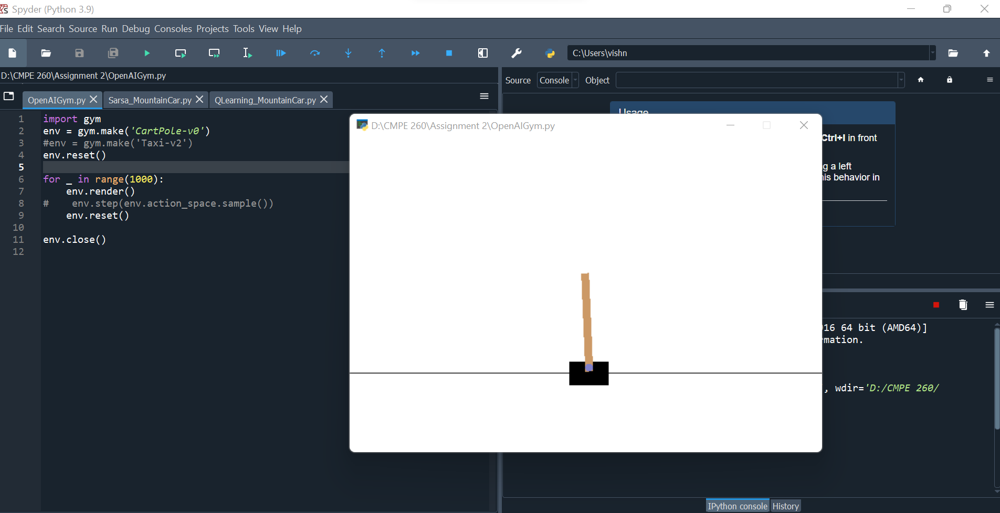 Spyder (Python 3.9)
File Edit Search Source Run Debug Consoles Projects Tools View Help
C:\Users\vishn
D:\CMPE 260\Assignment 2\OpenAIGym.py
OpenAIGym.py Sarsa_MountainCar.py QLearning_MountainCar.py
1 import gym
2 env = gym.make('CartPole-v0')
3 #env = gym.make('Taxi-v2')
4 env.reset()
5
6 for _ in range(1000):
7     env.render()
8 #    env.step(env.action_space.sample())
9     env.reset()
10
11 env.close()
12
Source Console Object
Usage
D:\CMPE 260\Assignment 2\OpenAIGym.py
Ctrl+I in front
g a left
his behavior in
16 64 bit (AMD64)]
mation.
', wdir='D:/CMPE 260/
IPython console History